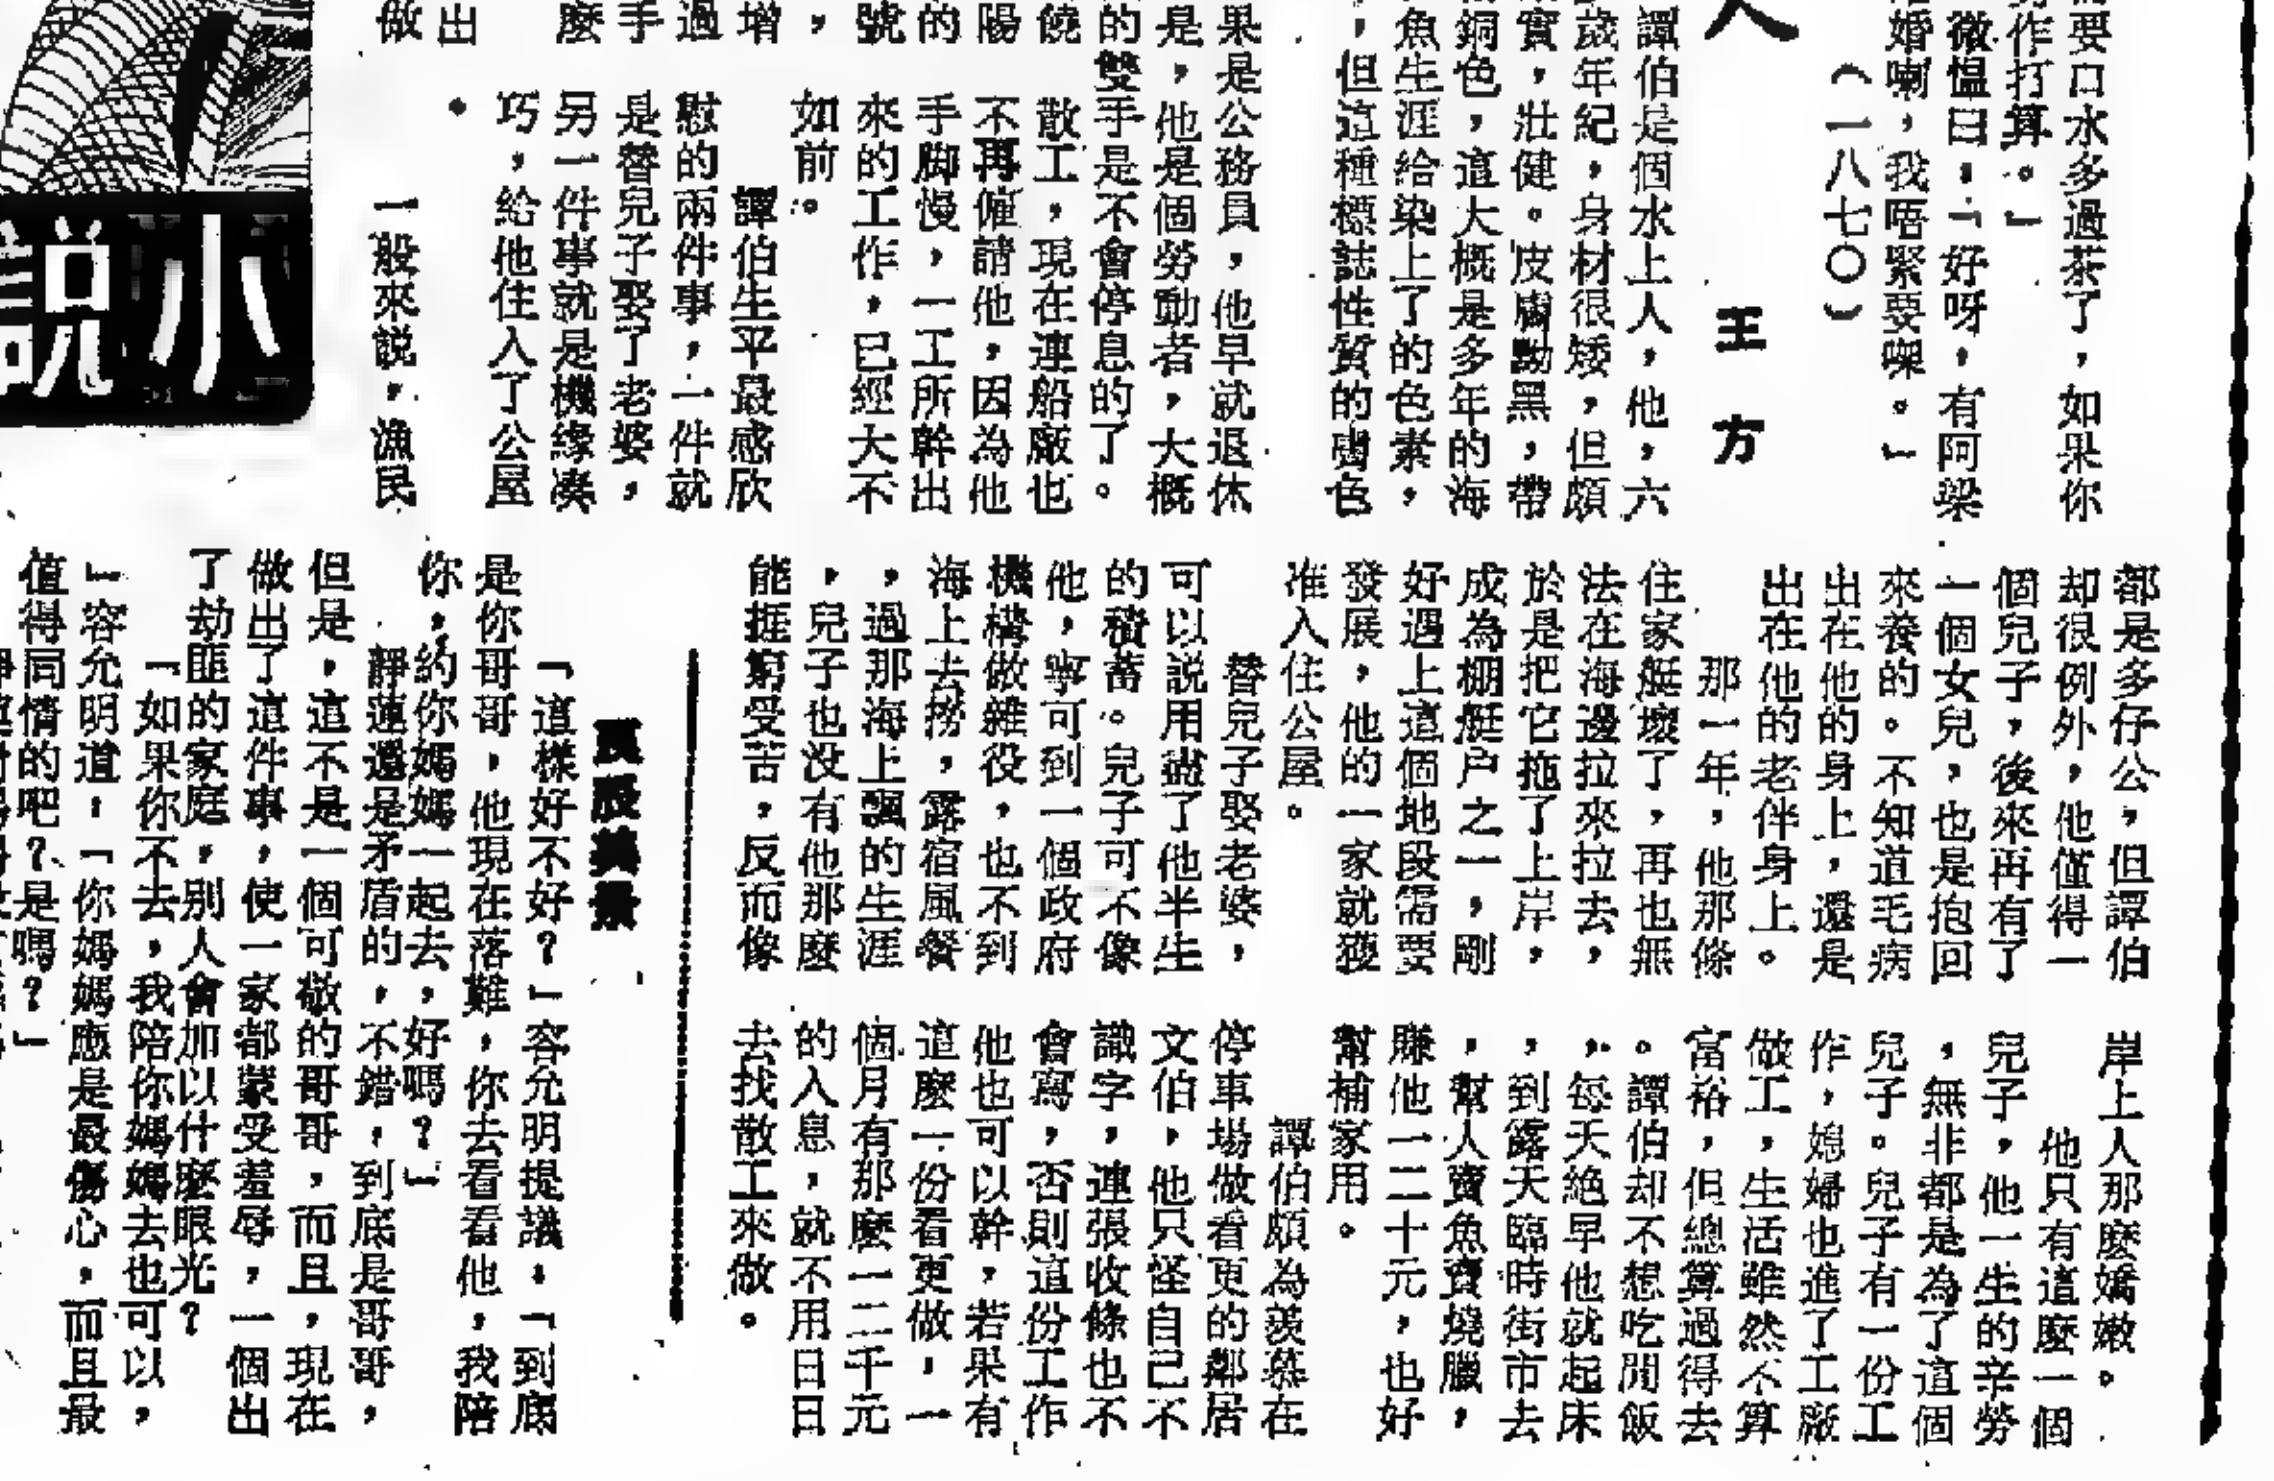 需要口水多過茶了，如果你
作打算。」
微愠曰，「好呀，有阿梁
婚喇，我唔緊要㗎。」
（一八七〇）
人
王方
譚伯是個水上人，他，六
歲年紀，身材很矮，但頗
實，壯健。皮膚黝黑，帶
銅色，這大概是多年的海
魚生涯給染上了的色素，
，但這種標誌性質的膚色
果是公務員，他早就退休
是，他是個勞動者，大概
的雙手是不會停息的了。
饒 散工，現在連船廠也
陽 不再僱請他，因為他
的 手脚慢，一工所幹出
號 來的工作，已經大不
， 如前。
增 譚伯生平最感欣
過 慰的兩件事，一件就
手 是替兒子娶了老婆，
麼 另一件事就是機緣凑
巧，給他住入了公屋
出 。
做 一般來説，漁民
小説
都是多仔公，但譚伯
却很例外，他僅得一
個兒子，後來再有了
一個女兒，也是抱回
來養的。不知道毛病
出在他的身上，還是
出在他的老伴身上。
那一年，他那條
住家艇壞了，再也無
法在海邊拉來拉去，
於是把它拖了上岸，
成為棚艇户之一，剛
好遇上這個地段需要
發展，他的一家就獲
准入住公屋。
替兒子娶老婆，
可以説用盡了他半生
的積蓄。兒子可不像
他，寧可到一個政府
機構做雜役，也不到
海上去撈，露宿風餐
，過那海上飄的生涯
，兒子也没有他那麼
能捱窮受苦，反而像
岸上人那麼嬌嫩。
他只有這麼一個
兒子，他一生的辛勞
，無非都是為了這個
兒子。兒子有一份工
作，媳婦也進了工廠
做工，生活雖然不算
富裕，但總算過得去
。譚伯却不想吃閒飯
，每天絶早他就起床
，到露天臨時街市去
，幫人賣魚賣燒臘，
賺他一二十元，也好
幫補家用。
譚伯頗為羨慕在
停車場做看更的鄰居
文伯，他只怪自己不
識字，連張收條也不
會寫，否則這份工作
他也可以幹，若果有
這麼一份看更做，一
個月有那麼一二千元
的入息，就不用日日
去找散工來做。
「這樣好不好？」容允明提議，「到底
是你哥哥，他現在落難，你去看看他，我陪
你，約你媽媽一起去，好嗎？」
靜蓮還是矛盾的，不錯，到底是哥哥，
但是，這不是一個可敬的哥哥，而且，現在
做出了這件事，使一家都蒙受羞辱，一個出
了劫匪的家庭，別人會加以什麼眼光？
「如果你不去，我陪你媽媽去也可以，
」容允明道，「你媽媽應是最傷心，而且最
值得同情的吧？是嗎？」